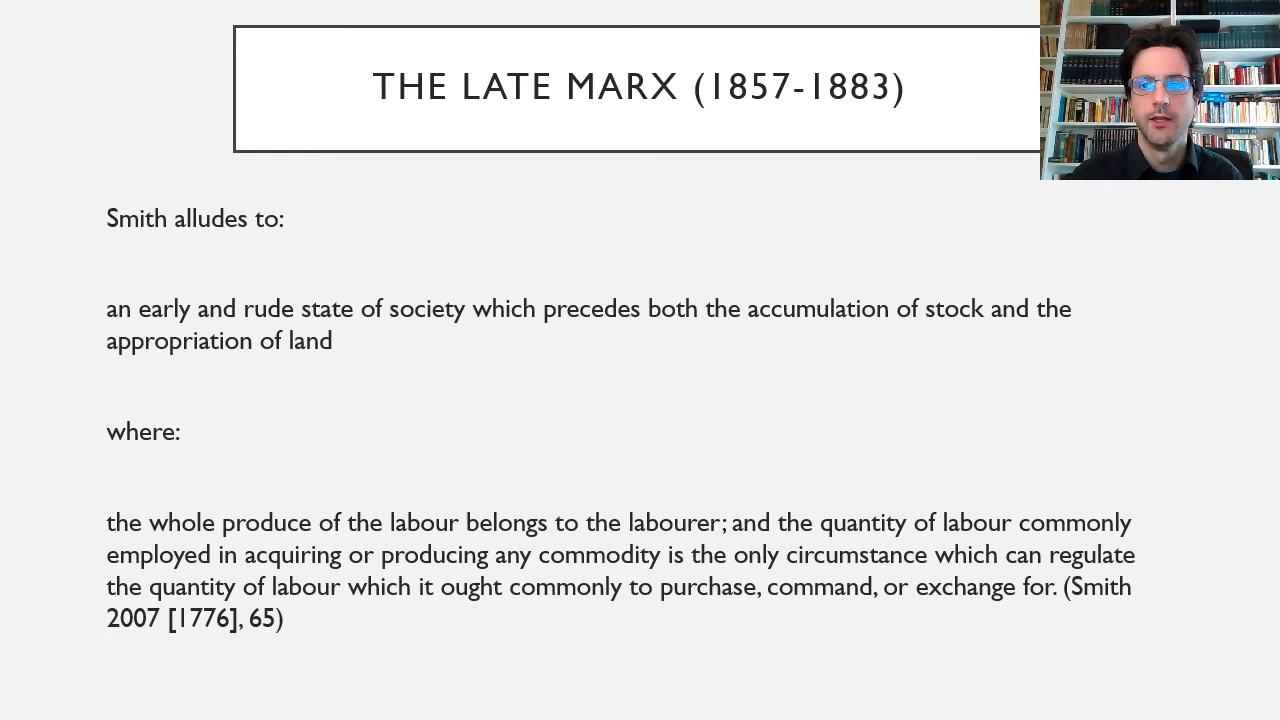 THE LATE MARX (1857-1883)
Smith alludes to:
an early and rude state of society which precedes both the accumulation of stock and the
appropriation of land
where:
the whole produce of the labour belongs to the labourer; and the quantity of labour commonly
employed in acquiring or producing any commodity is the only circumstance which can regulate
the quantity of labour which it ought commonly to purchase, command, or exchange for. (Smith
2007 [1776], 65)